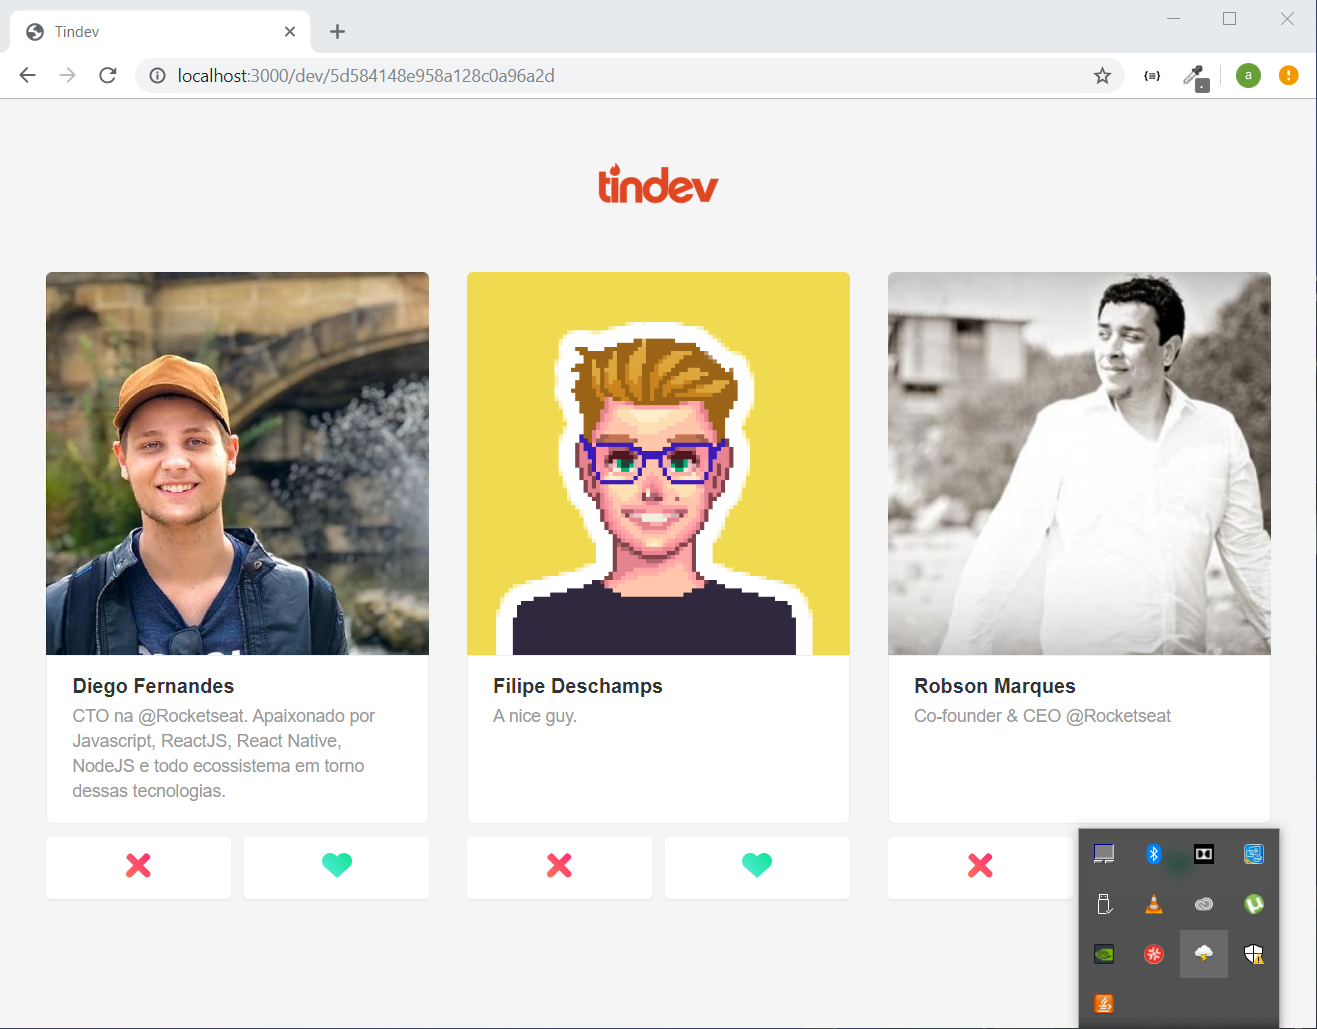 Tindev
localhost:3000/dev/5d584148e958a128c0a96a2d
a
tindev
Diego Fernandes
CTO na @Rocketseat. Apaixonado por
Javascript, ReactJS, React Native,
NodeJS e todo ecossistema em torno
dessas tecnologias.
Filipe Deschamps
A nice guy.
Robson Marques
Co-founder & CEO @Rocketseat